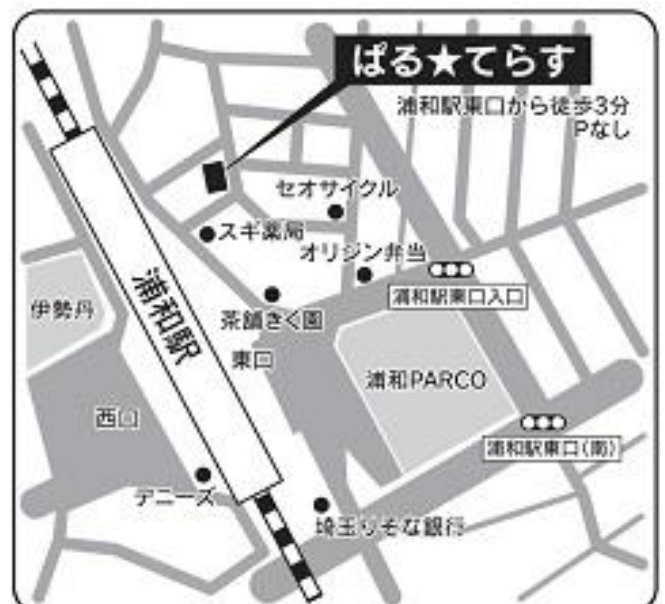 ぱる★てらす
浦和駅東口から徒歩3分
Pなし
セオサイクル
スギ薬局
オリジン弁当
浦和駅東口入口
伊勢丹
浦和駅
茶舗きく園
東口
浦和PARCO
西口
浦和駅東口(南)
デニーズ
埼玉りそな銀行